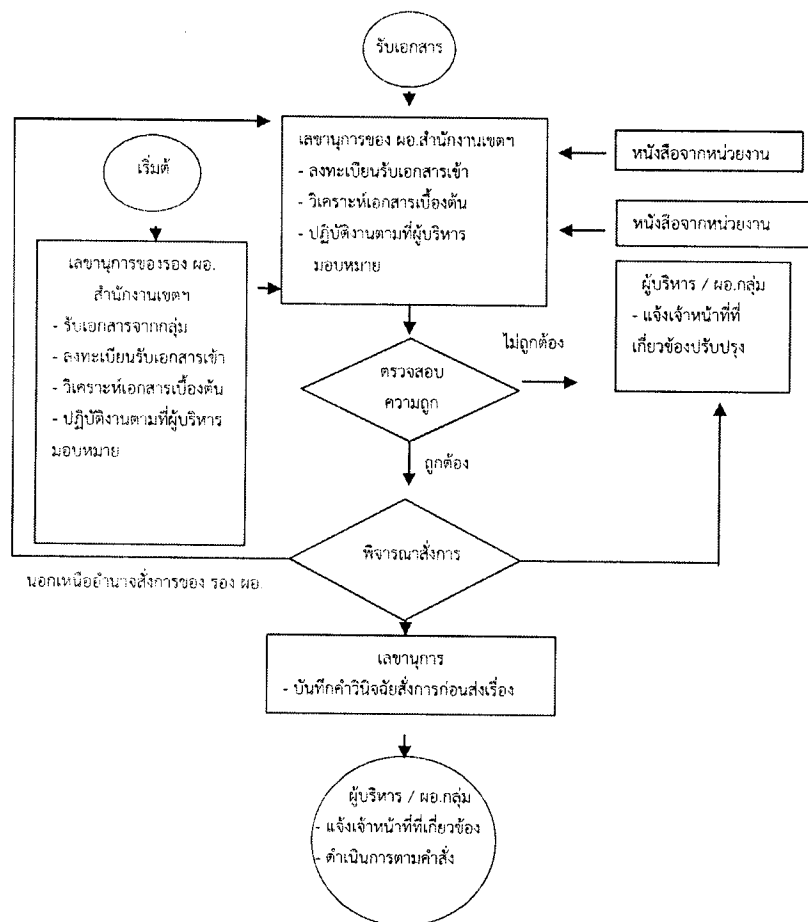 รับเอกสาร
เลขานุการของ ผอ.สำนักงานเขตฯ
- ลงทะเบียนรับเอกสารเข้า
- วิเคราะห์เอกสารเบื้องต้น
- ปฏิบัติงานตามที่ผู้บริหาร
มอบหมาย
หนังสือจากหน่วยงาน
หนังสือจากหน่วยงาน
เริ่มต้
เลขานุการของรอง ผอ.
สำนักงานเขตฯ
- รับเอกสารจากกลุ่ม
- ลงทะเบียนรับเอกสารเข้า
- วิเคราะห์เอกสารเบื้องต้น
- ปฏิบัติงานตามที่ผู้บริหาร
มอบหมาย
ผู้บริหาร / ผอ.กลุ่ม
- แจ้งเจ้าหน้าที่ที่
เกี่ยวข้องปรับปรุง
ไม่ถูกต้อง
ตรวจสอบ
ความถูก
ถูกต้อง
พิจารณาสั่งการ
นอกเหนืออำนาจสั่งการของ รอง ผอ.
เลขานุการ
- บันทึกคำวินิจฉัยสั่งการก่อนส่งเรื่อง
ผู้บริหาร / ผอ.กลุ่ม
- แจ้งเจ้าหน้าที่ที่เกี่ยวข้อง
- ดำเนินการตามคำสั่ง